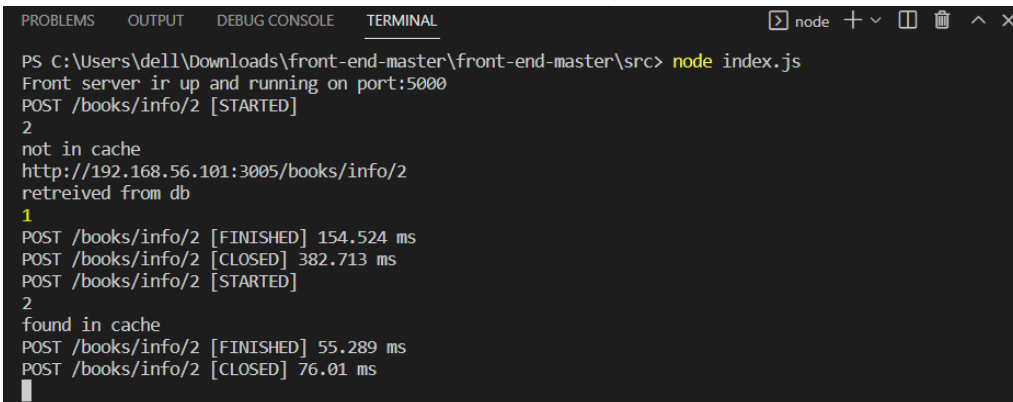 PROBLEMS OUTPUT DEBUG CONSOLE TERMINAL node
PS C:\Users\dell\Downloads\front-end-master\front-end-master\src> node index.js
Front server ir up and running on port:5000
POST /books/info/2 [STARTED]
2
not in cache
http://192.168.56.101:3005/books/info/2
retreived from db
1
POST /books/info/2 [FINISHED] 154.524 ms
POST /books/info/2 [CLOSED] 382.713 ms
POST /books/info/2 [STARTED]
2
found in cache
POST /books/info/2 [FINISHED] 55.289 ms
POST /books/info/2 [CLOSED] 76.01 ms